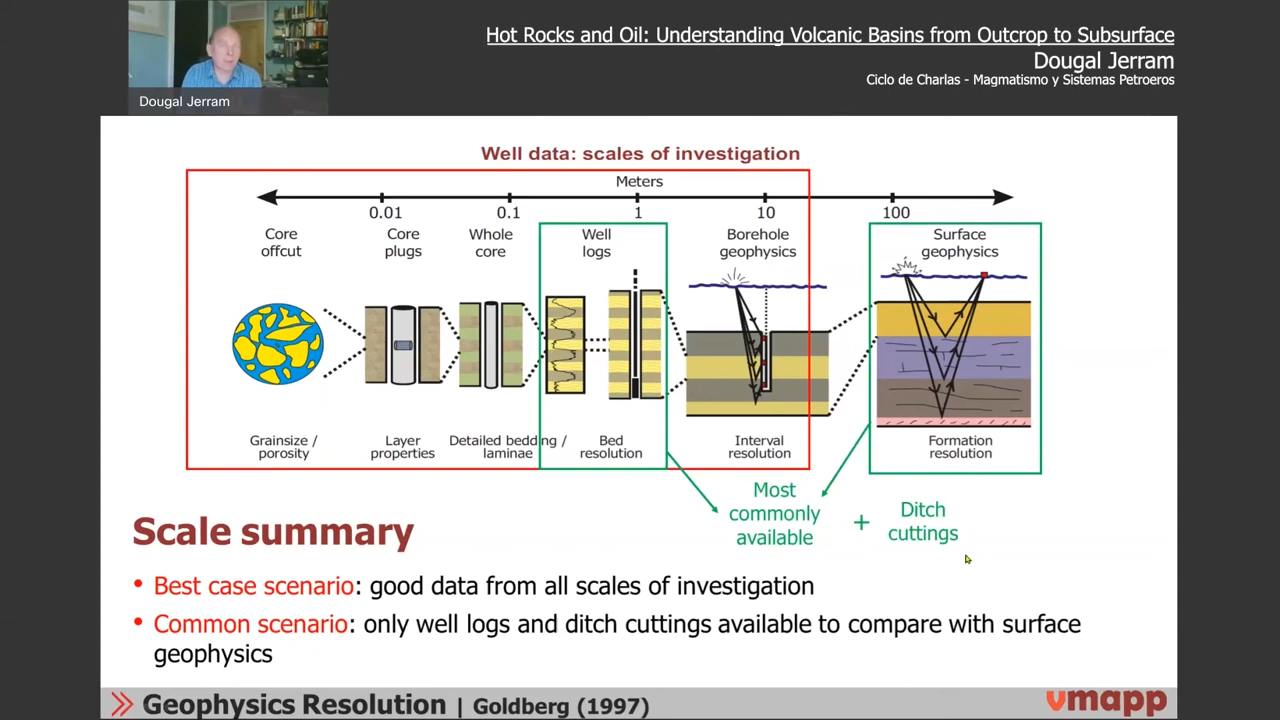 Hot Rocks and Oil: Understanding Volcanic Basins from Outcrop to Subsurface
Dougal Jerram
Ciclo de Charlas - Magmatismo y Sistemas Petroeros
Dougal Jerram
Well data: scales of investigation
Meters
0.01 0.1 1 10 100
Core offcut
Core plugs
Whole core
Well logs
Borehole geophysics
Surface geophysics
Grainsize / porosity
Layer properties
Detailed bedding / laminae
Bed resolution
Interval resolution
Formation resolution
Most commonly available
+
Ditch cuttings
Scale summary
• Best case scenario: good data from all scales of investigation
• Common scenario: only well logs and ditch cuttings available to compare with surface
geophysics
Geophysics Resolution | Goldberg (1997)
vmapp